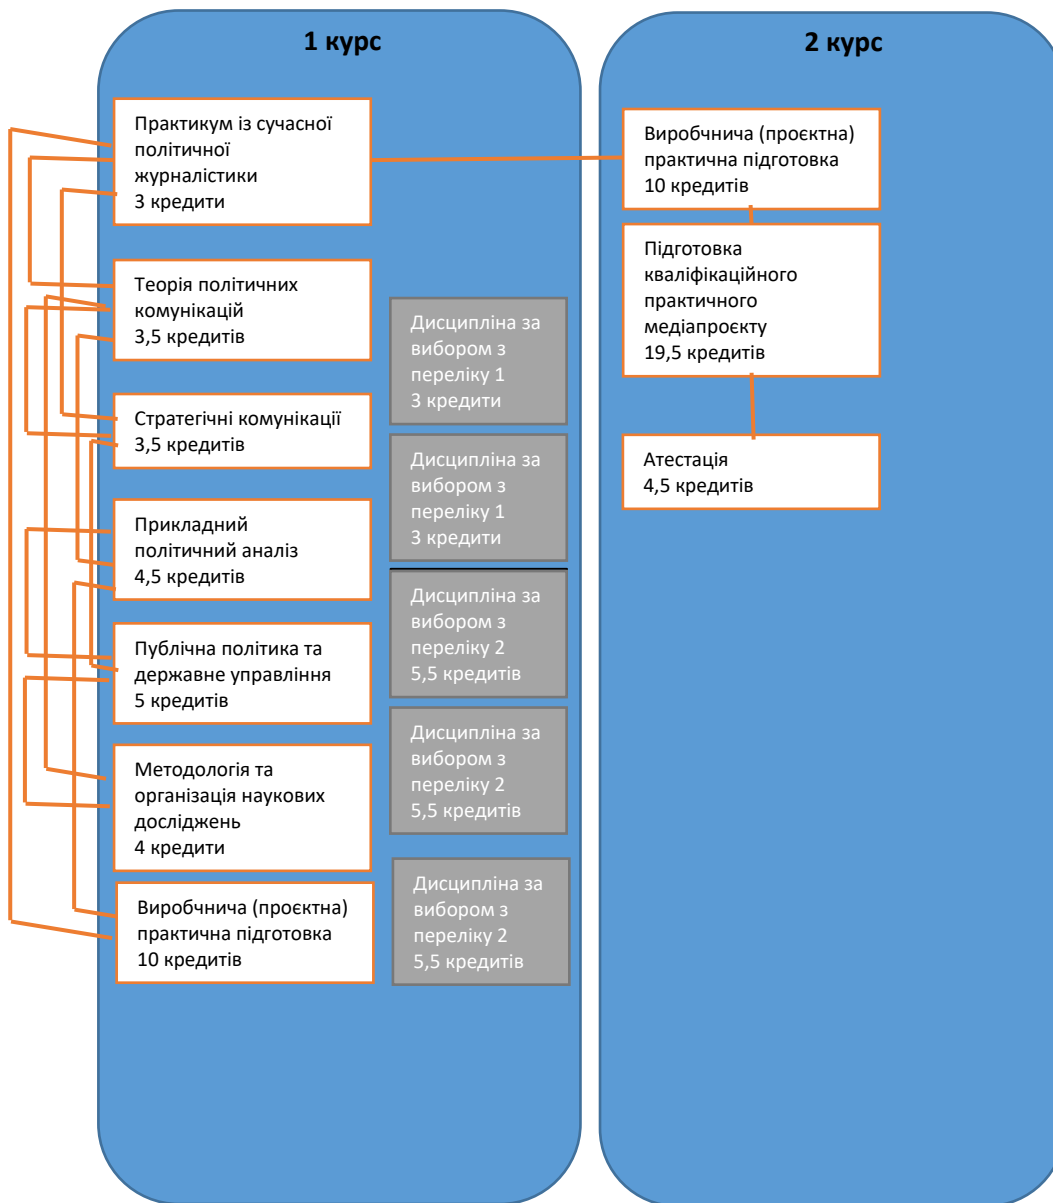 1 курс
Практикум із сучасної
політичної
журналістики
3 кредити
Теорія політичних
комунікацій
3,5 кредитів
Стратегічні комунікації
3,5 кредитів
Прикладний
політичний аналіз
4,5 кредитів
Публічна політика та
державне управління
5 кредитів
Методологія та
організація наукових
досліджень
4 кредити
Виробчнича (проєктна)
практична підготовка
10 кредитів
Дисципліна за
вибором з
переліку 1
3 кредити
Дисципліна за
вибором з
переліку 1
3 кредити
Дисципліна за
вибором з
переліку 2
5,5 кредитів
Дисципліна за
вибором з
переліку 2
5,5 кредитів
Дисципліна за
вибором з
переліку 2
5,5 кредитів
2 курс
Виробчнича (проєктна)
практична підготовка
10 кредитів
Підготовка
кваліфікаційного
практичного
медіапроєкту
19,5 кредитів
Атестація
4,5 кредитів